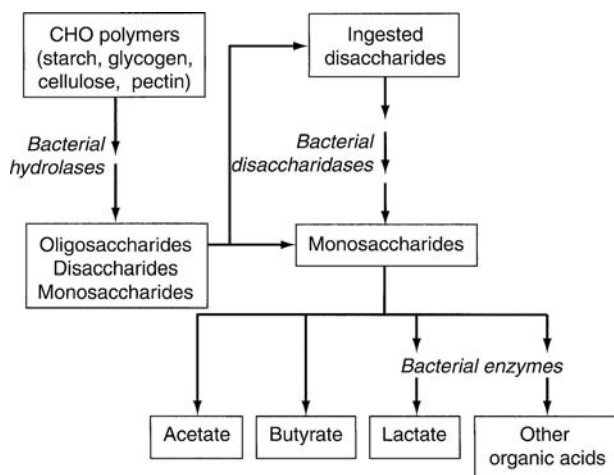 CHO polymers
(starch, glycogen,
cellulose, pectin)
Ingested
disaccharides
Bacterial
hydrolases
Bacterial
disaccharidases
Oligosaccharides
Disaccharides
Monosaccharides
Monosaccharides
Bacterial enzymes
Acetate
Butyrate
Lactate
Other
organic acids